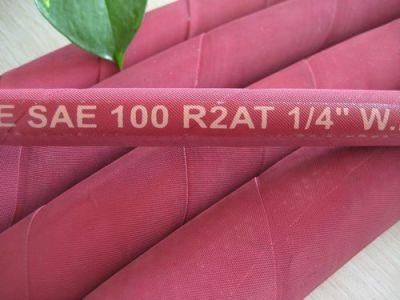 E SAE 100 R2AT 1/4" W.